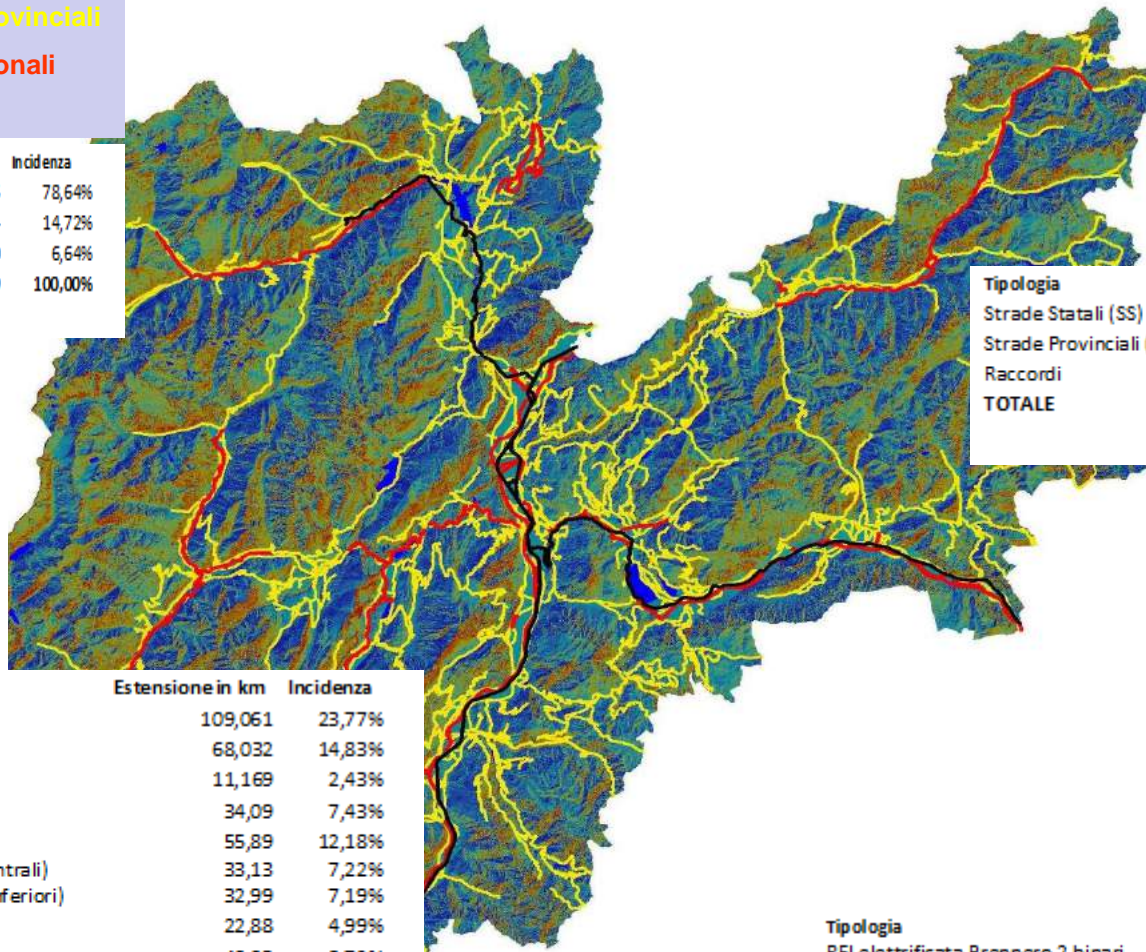 ovinciali
onali
Incidenza
78,64%
14,72%
6,64%
100,00%
Tipologia
Strade Statali (SS)
Strade Provinciali
Raccordi
TOTALE
Estensione in km Incidenza
109,061 23,77%
68,032 14,83%
11,169 2,43%
34,09 7,43%
55,89 12,18%
ntrali) 33,13 7,22%
feriori) 32,99 7,19%
22,88 4,99%
Tipologia